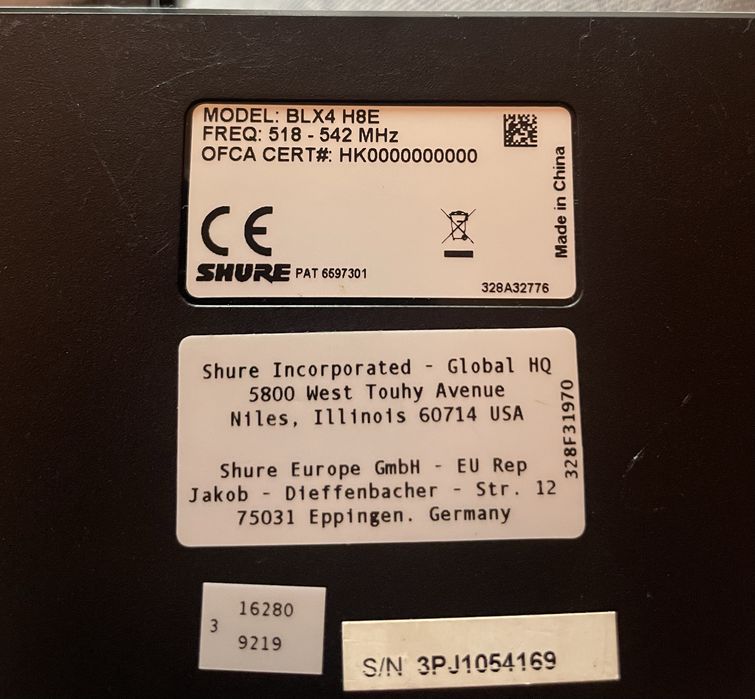 MODEL: BLX4 H8E
FREQ: 518 - 542 MHz
OFCA CERT#: HK0000000000
Made in China
CE
SHURE PAT 6597301
328A32776
Shure Incorporated - Global HQ
5800 West Touhy Avenue
Niles, Illinois 60714 USA
Shure Europe GmbH - EU Rep
Jakob - Dieffenbacher - Str. 12
75031 Eppingen. Germany
328F31970
16280
3
9219
S/N 3PJ1054169